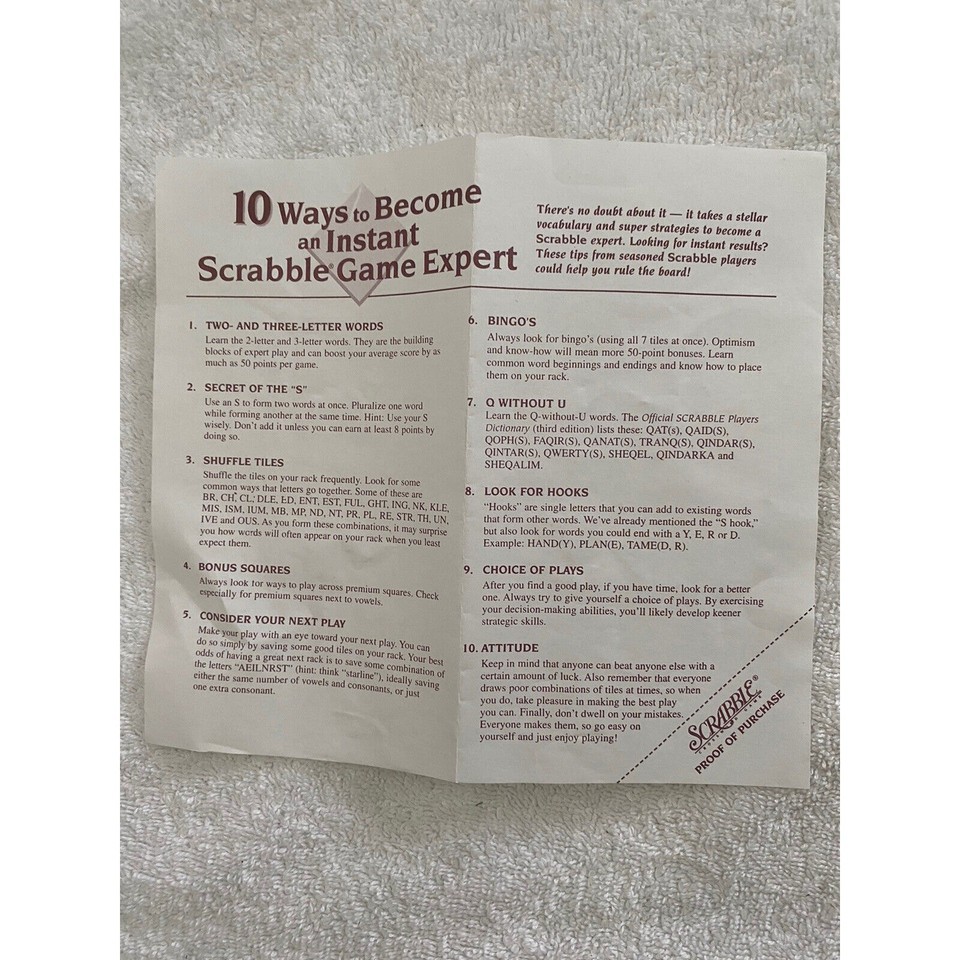 10 Ways to Become
an Instant
Scrabble® Game Expert
There's no doubt about it — it takes a stellar
vocabulary and super strategies to become a
Scrabble expert. Looking for instant results?
These tips from seasoned Scrabble players
could help you rule the board!
1. TWO- AND THREE-LETTER WORDS
Learn the 2-letter and 3-letter words. They are the building
blocks of expert play and can boost your average score by as
much as 50 points per game.
2. SECRET OF THE "S"
Use an S to form two words at once. Pluralize one word
while forming another at the same time. Hint: Use your S
wisely. Don't add it unless you can earn at least 8 points by
doing so.
3. SHUFFLE TILES
Shuffle the tiles on your rack frequently. Look for some
common ways that letters go together. Some of these are
BR, CH, CL, DLE, ED, ENT, EST, FUL, GHT, ING, NK, KLE,
MIS, ISM, IUM, MB, MP, ND, NT, PR, PL, RE, STR, TH, UN,
IVE and OUS. As you form these combinations, it may surprise
you how words will often appear on your rack when you least
expect them.
4. BONUS SQUARES
Always look for ways to play across premium squares. Check
especially for premium squares next to vowels.
5. CONSIDER YOUR NEXT PLAY
Make your play with an eye toward your next play. You can
do so simply by saving some good tiles on your rack. Your best
odds of having a great next rack is to save some combination of
the letters "AEILNRST" (hint: think "starline"), ideally saving
either the same number of vowels and consonants, or just
one extra consonant.
6. BINGO'S
Always look for bingo's (using all 7 tiles at once). Optimism
and know-how will mean more 50-point bonuses. Learn
common word beginnings and endings and know how to place
them on your rack.
7. Q WITHOUT U
Learn the Q-without-U words. The Official SCRABBLE Players
Dictionary (third edition) lists these: QAT(s), QAID(S),
QOPH(S), FAQIR(S), QANAT(S), TRANQ(S), QINDAR(S),
QINTAR(S), QWERTY(S), SHEQEL, QINDARKA and
SHEQALIM.
8. LOOK FOR HOOKS
"Hooks" are single letters that you can add to existing words
that form other words. We've already mentioned the "S hook,"
but also look for words you could end with a Y, E, R or D.
Example: HAND(Y), PLAN(E), TAME(D, R).
9. CHOICE OF PLAYS
After you find a good play, if you have time, look for a better
one. Always try to give yourself a choice of plays. By exercising
your decision-making abilities, you'll likely develop keener
strategic skills.
10. ATTITUDE
Keep in mind that anyone can beat anyone else with a
certain amount of luck. Also remember that everyone
draws poor combinations of tiles at times, so when
you do, take pleasure in making the best play
you can. Finally, don't dwell on your mistakes.
Everyone makes them, so go easy on
yourself and just enjoy playing!
SCRABBLE®
PROOF OF PURCHASE